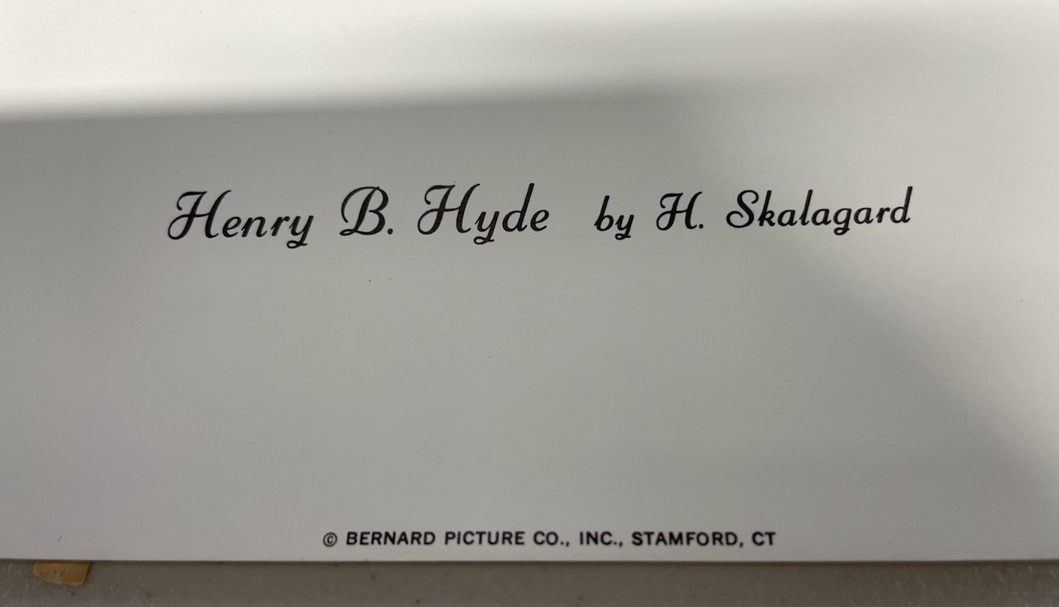 Henry B. Hyde by H. Skalagard
© BERNARD PICTURE CO., INC., STAMFORD, CT